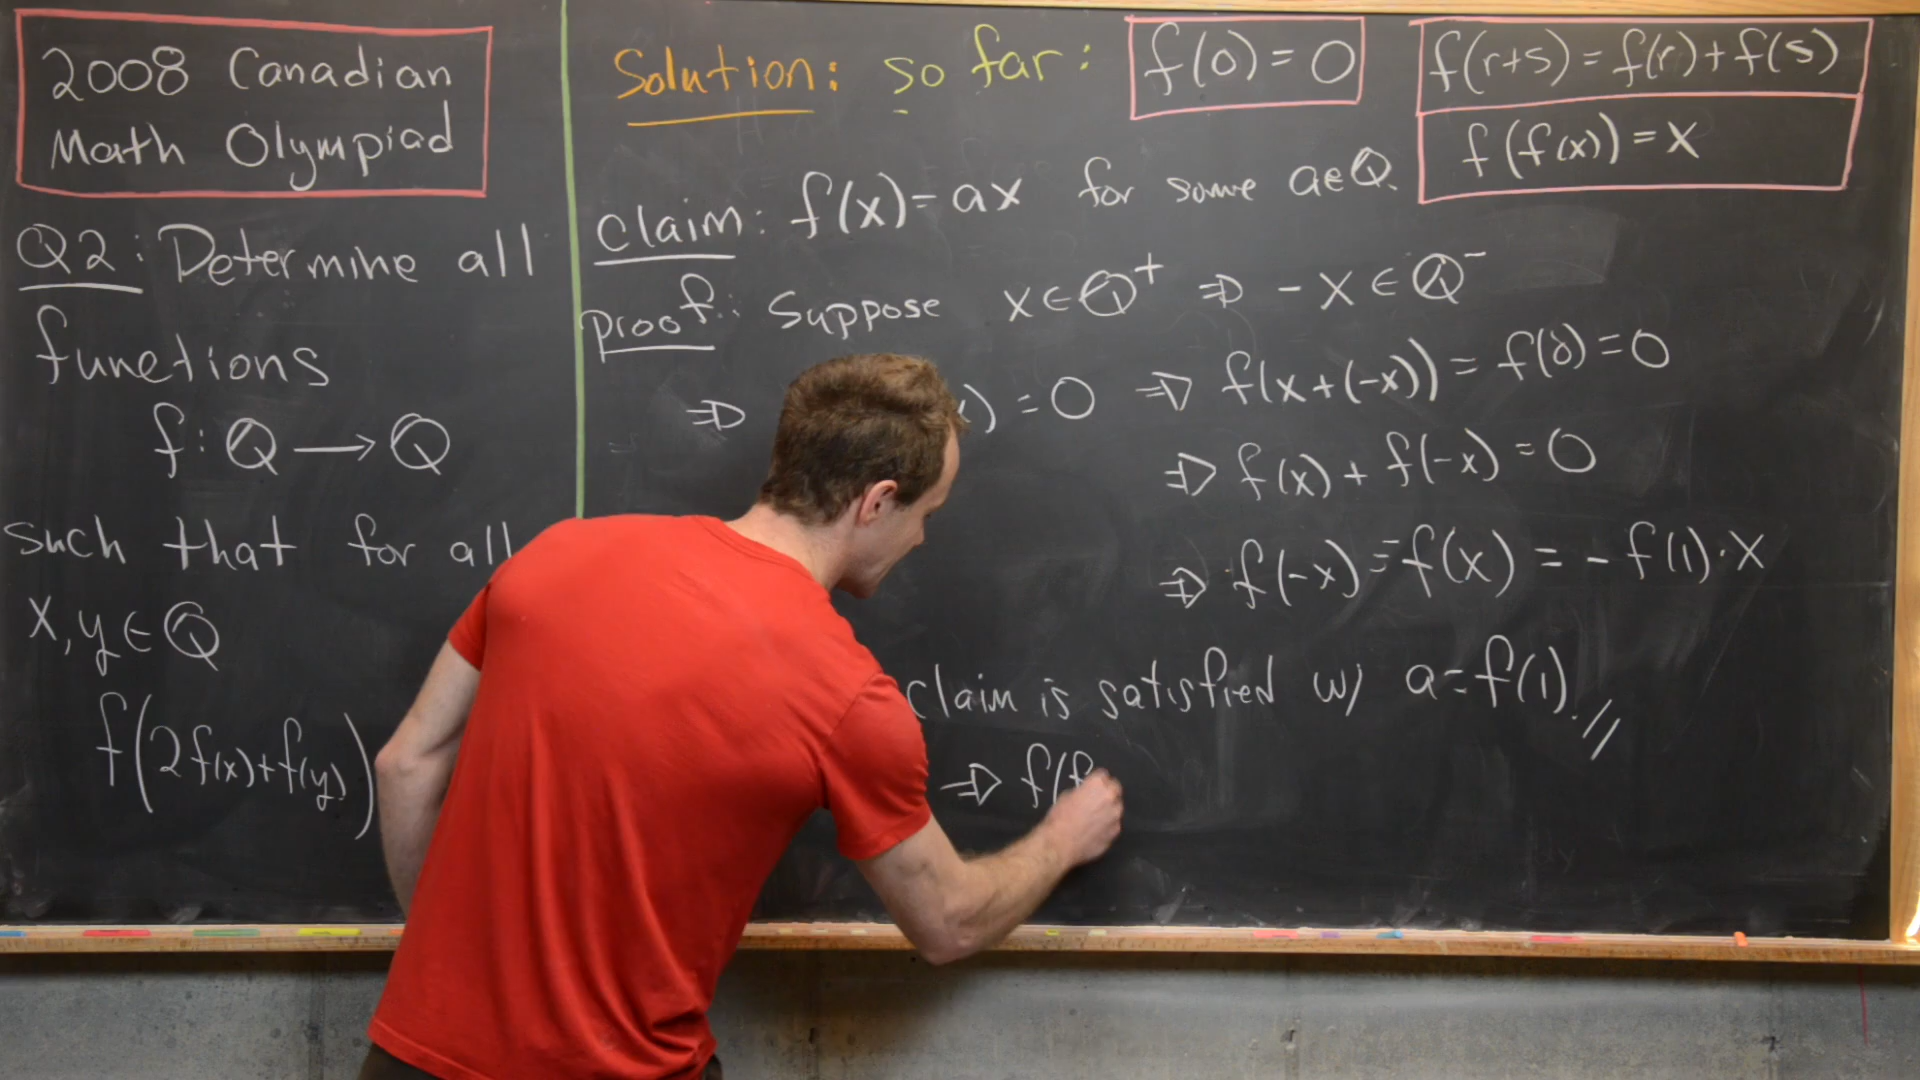 2008 Canadian
Math Olympiad
Q2: Determine all
functions
f: ℚ ⟶ ℚ
such that for all
x, y ∈ ℚ
f(2f(x)+f(y))
Solution: so far: f(0) = 0
f(r+s) = f(r) + f(s)
f(f(x)) = x
Claim: f(x) = ax for some a∈ℚ.
proof: Suppose x ∈ ℚ⁺ ⇒ -x ∈ ℚ⁻
⇒ ) = 0 ⇒ f(x+(-x)) = f(0) = 0
⇒ f(x) + f(-x) = 0
⇒ f(-x) = -f(x) = -f(1)·x
claim is satisfied w/ a = f(1). //
⇒ f(f